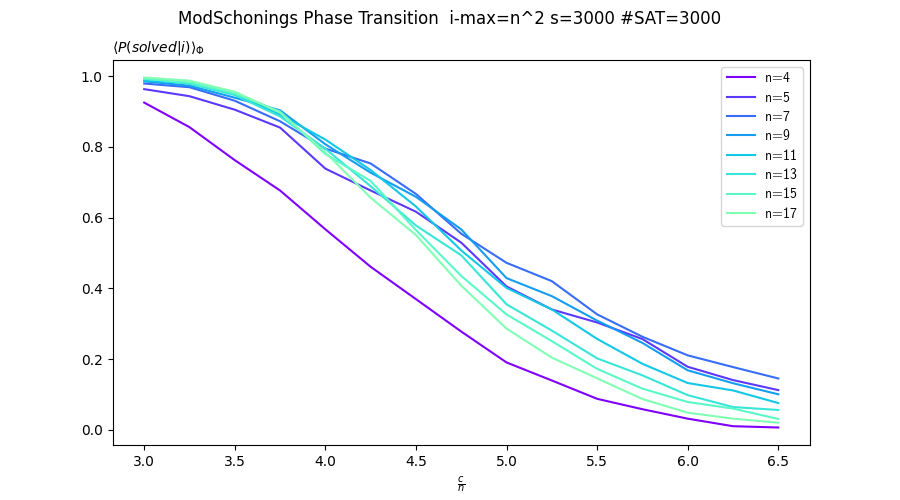 ModSchonings Phase Transition  i-max=n^2 s=3000 #SAT=3000
⟨P(solved|i)⟩Φ
1.0
0.8
0.6
0.4
0.2
0.0
n=4
n=5
n=7
n=9
n=11
n=13
n=15
n=17
3.0 3.5 4.0 4.5 5.0 5.5 6.0 6.5
c/n